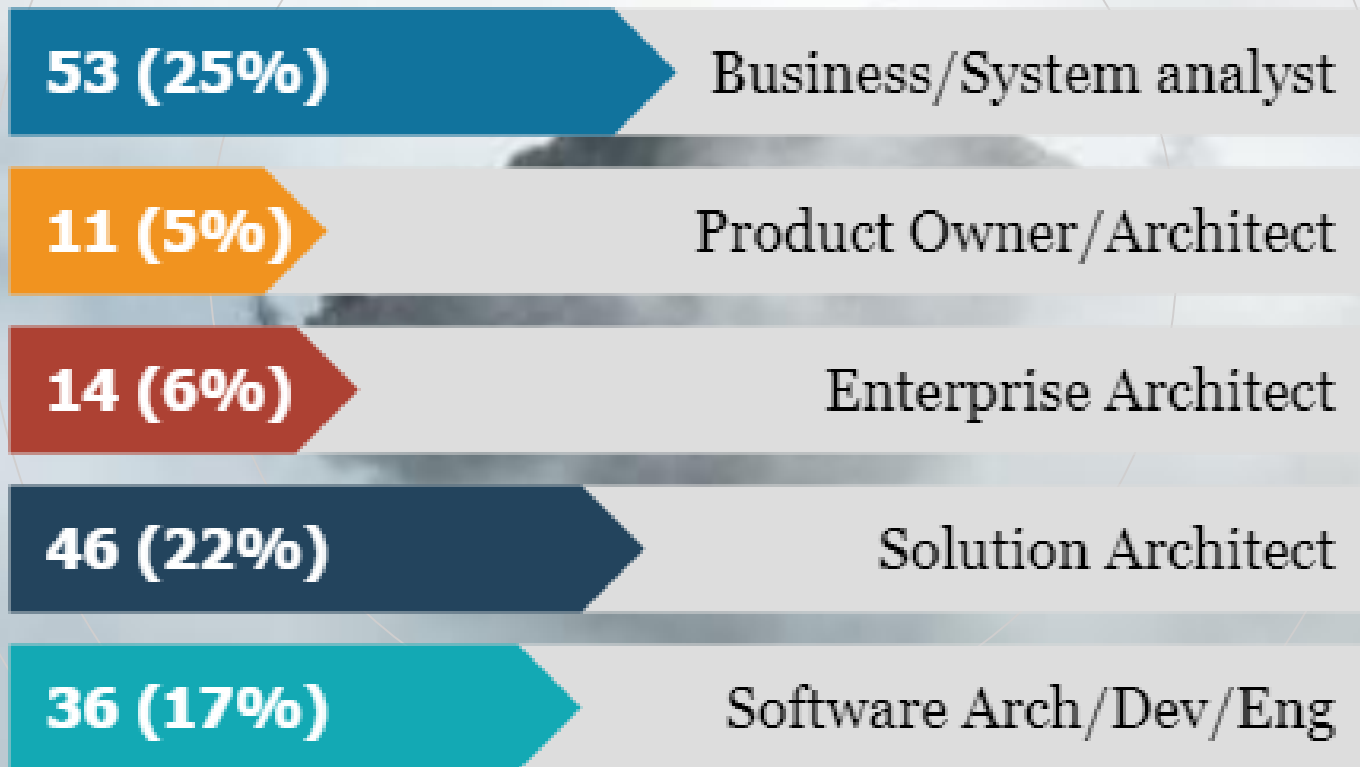 53 (25%) Business/System analyst
11 (5%) Product Owner/Architect
14 (6%) Enterprise Architect
46 (22%) Solution Architect
36 (17%) Software Arch/Dev/Eng